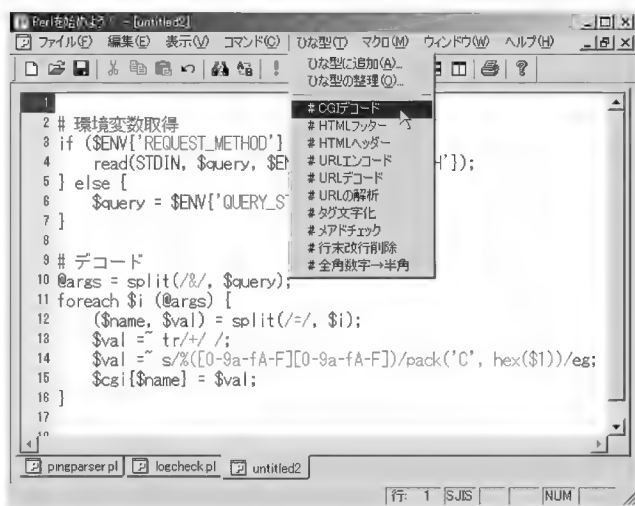 Perlを始めよう！ - [untitled2]
ファイル(F) 編集(E) 表示(V) コマンド(C) ひな型(T) マクロ(M) ウィンドウ(W) ヘルプ(H)
ひな型に追加(A)...
ひな型の整理(O)...
# CGIデコード
# HTMLフッター
# HTMLヘッダー
# URLエンコード
# URLデコード
# URLの解析
# タグ文字化
# メアドチェック
# 行末改行削除
# 全角数字→半角
1
2 # 環境変数取得
3 if ($ENV{'REQUEST_METHOD'}
4 read(STDIN, $query, $EN H'});
5 } else {
6 $query = $ENV{'QUERY_ST
7 }
8
9 # デコード
10 @args = split(/&/, $query);
11 foreach $i (@args) {
12 ($name, $val) = split(/=/, $i);
13 $val =~ tr/+/ /;
14 $val =~ s/%([0-9a-fA-F][0-9a-fA-F])/pack('C', hex($1))/eg;
15 $cgi{$name} = $val;
16 }
17
18
pingparser.pl logcheck.pl untitled2
行: 1 SJIS NUM